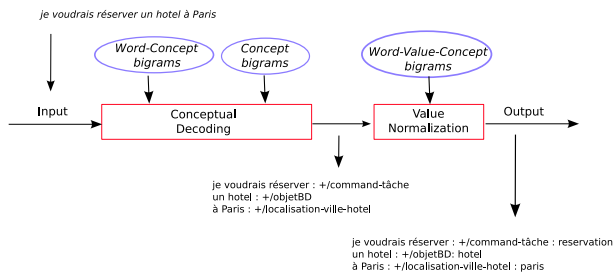 je voudrais réserver un hotel à Paris
Word-Concept
bigrams
Concept
bigrams
Word-Value-Concept
bigrams
Input
Conceptual
Decoding
Value
Normalization
Output
je voudrais réserver : +/command-tâche
un hotel : +/objetBD
à Paris : +/localisation-ville-hotel
je voudrais réserver : +/command-tâche : reservation
un hotel : +/objetBD: hotel
à Paris : +/localisation-ville-hotel : paris